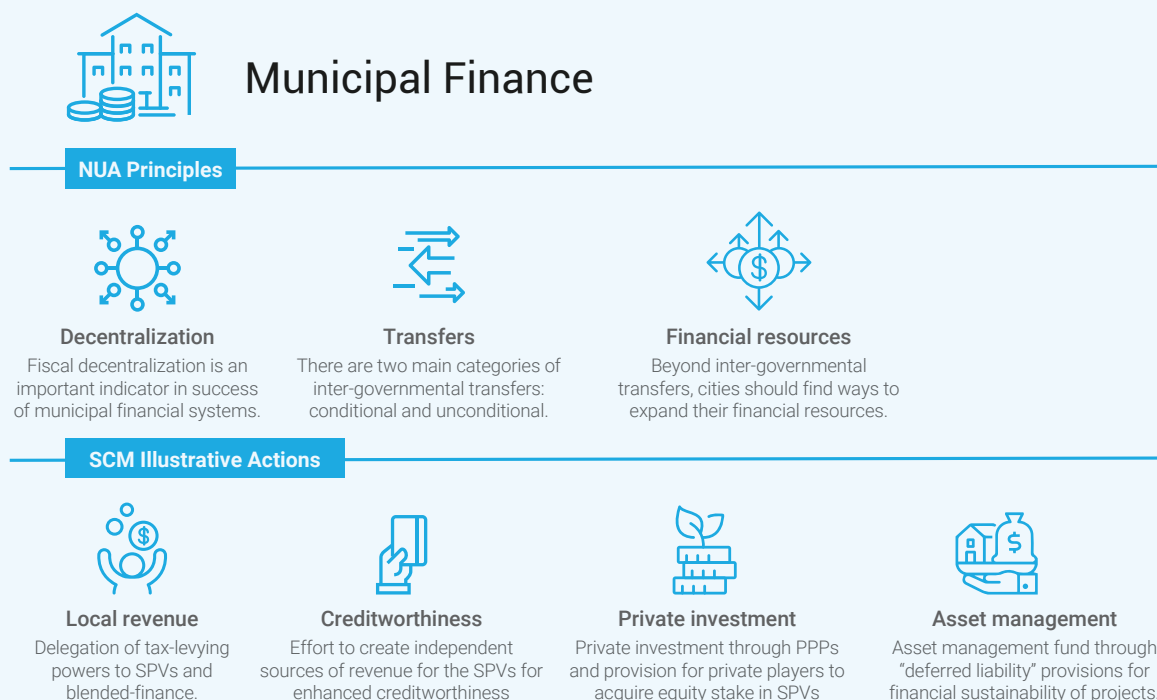 Municipal Finance
NUA Principles
Decentralization
Fiscal decentralization is an
important indicator in success
of municipal financial systems.
Transfers
There are two main categories of
inter-governmental transfers:
conditional and unconditional.
Financial resources
Beyond inter-governmental
transfers, cities should find ways to
expand their financial resources.
SCM Illustrative Actions
Local revenue
Delegation of tax-levying
powers to SPVs and
blended-finance.
Creditworthiness
Effort to create independent
sources of revenue for the SPVs for
enhanced creditworthiness
Private investment
Private investment through PPPs
and provision for private players to
acquire equity stake in SPVs
Asset management
Asset management fund through
“deferred liability” provisions for
financial sustainability of projects